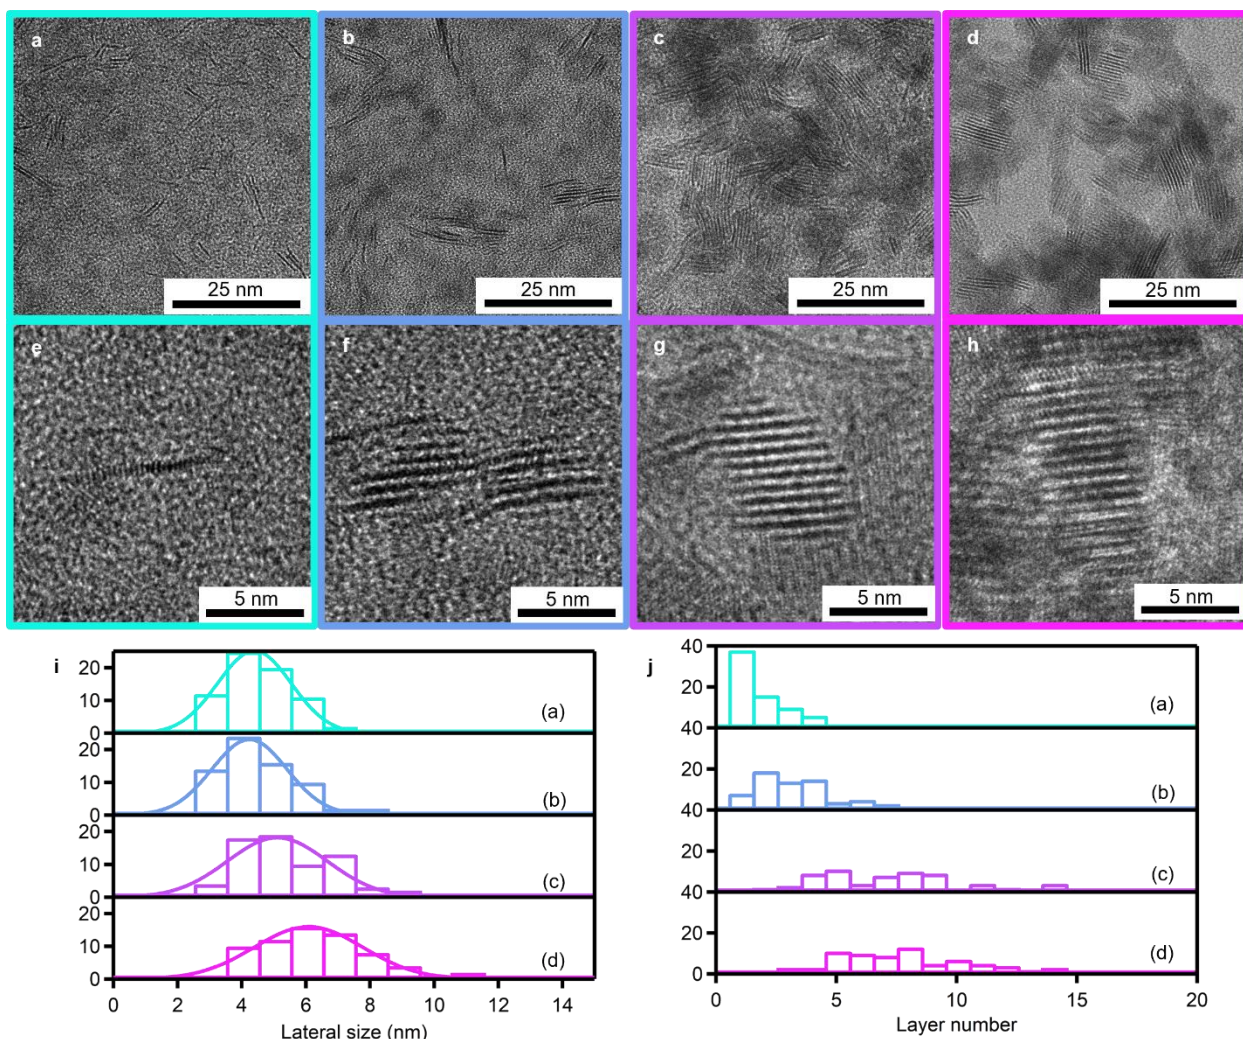 a b c d
25 nm 25 nm 25 nm 25 nm
e f g h
5 nm 5 nm 5 nm 5 nm
i
20
10
0
(a)
20
10
0
(b)
20
10
0
(c)
20
10
0
(d)
0 2 4 6 8 10 12 14
Lateral size (nm)
j
40
20
(a)
40
20
(b)
40
20
(c)
40
20
0
(d)
0 5 10 15 20
Layer number